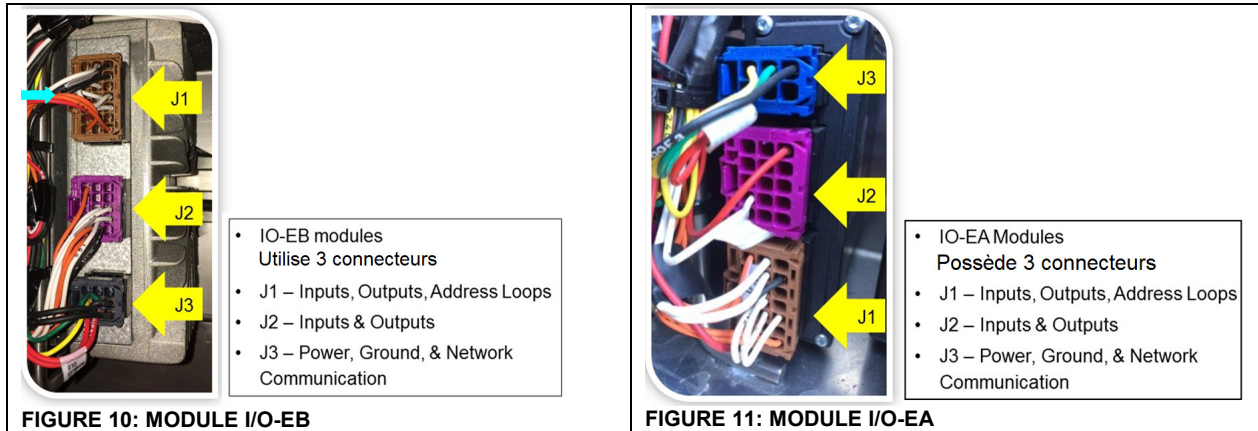 J1
J2
J3
• IO-EB modules
Utilise 3 connecteurs
• J1 – Inputs, Outputs, Address Loops
• J2 – Inputs & Outputs
• J3 – Power, Ground, & Network
Communication
FIGURE 10: MODULE I/O-EB
J3
J2
J1
• IO-EA Modules
Possède 3 connecteurs
• J1 – Inputs, Outputs, Address Loops
• J2 – Inputs & Outputs
• J3 – Power, Ground, & Network
Communication
FIGURE 11: MODULE I/O-EA